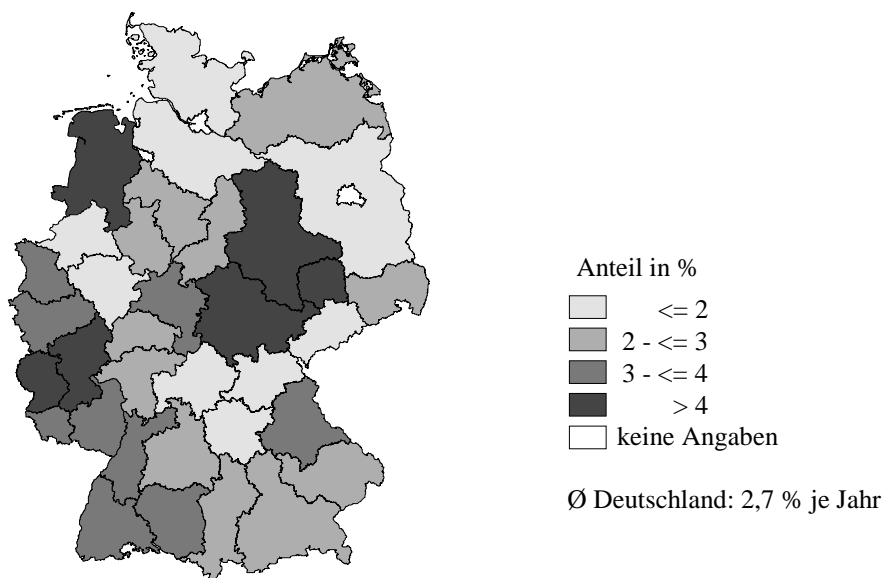 Anteil in %
<= 2
2 - <= 3
3 - <= 4
> 4
keine Angaben
Ø Deutschland: 2,7 % je Jahr